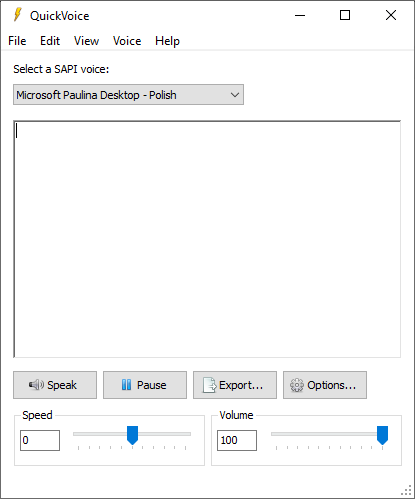 QuickVoice
File Edit View Voice Help
Select a SAPI voice:
Microsoft Paulina Desktop - Polish
Speak Pause Export... Options...
Speed Volume
0 100